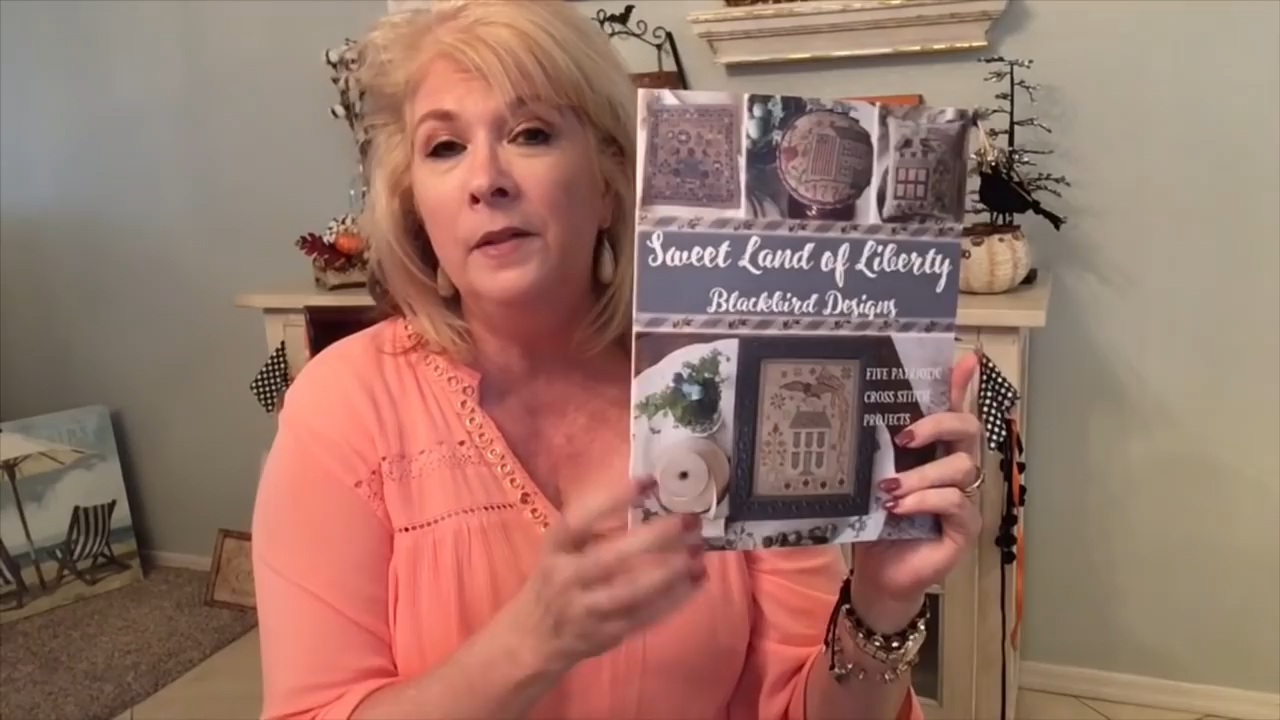 Sweet Land of Liberty
Blackbird Designs
FIVE PATRIOTIC
CROSS STITCH
PROJECTS